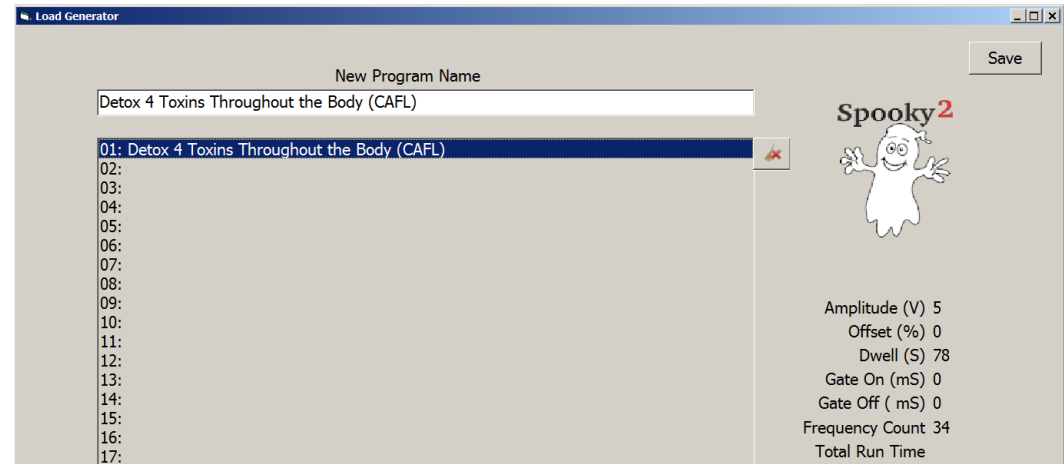 Load Generator
Save
New Program Name
Detox 4 Toxins Throughout the Body (CAFL)
Spooky2
01: Detox 4 Toxins Throughout the Body (CAFL)
02:
03:
04:
05:
06:
07:
08:
09:
10:
11:
12:
13:
14:
15:
16:
17:
Amplitude (V) 5
Offset (%) 0
Dwell (S) 78
Gate On (mS) 0
Gate Off ( mS) 0
Frequency Count 34
Total Run Time